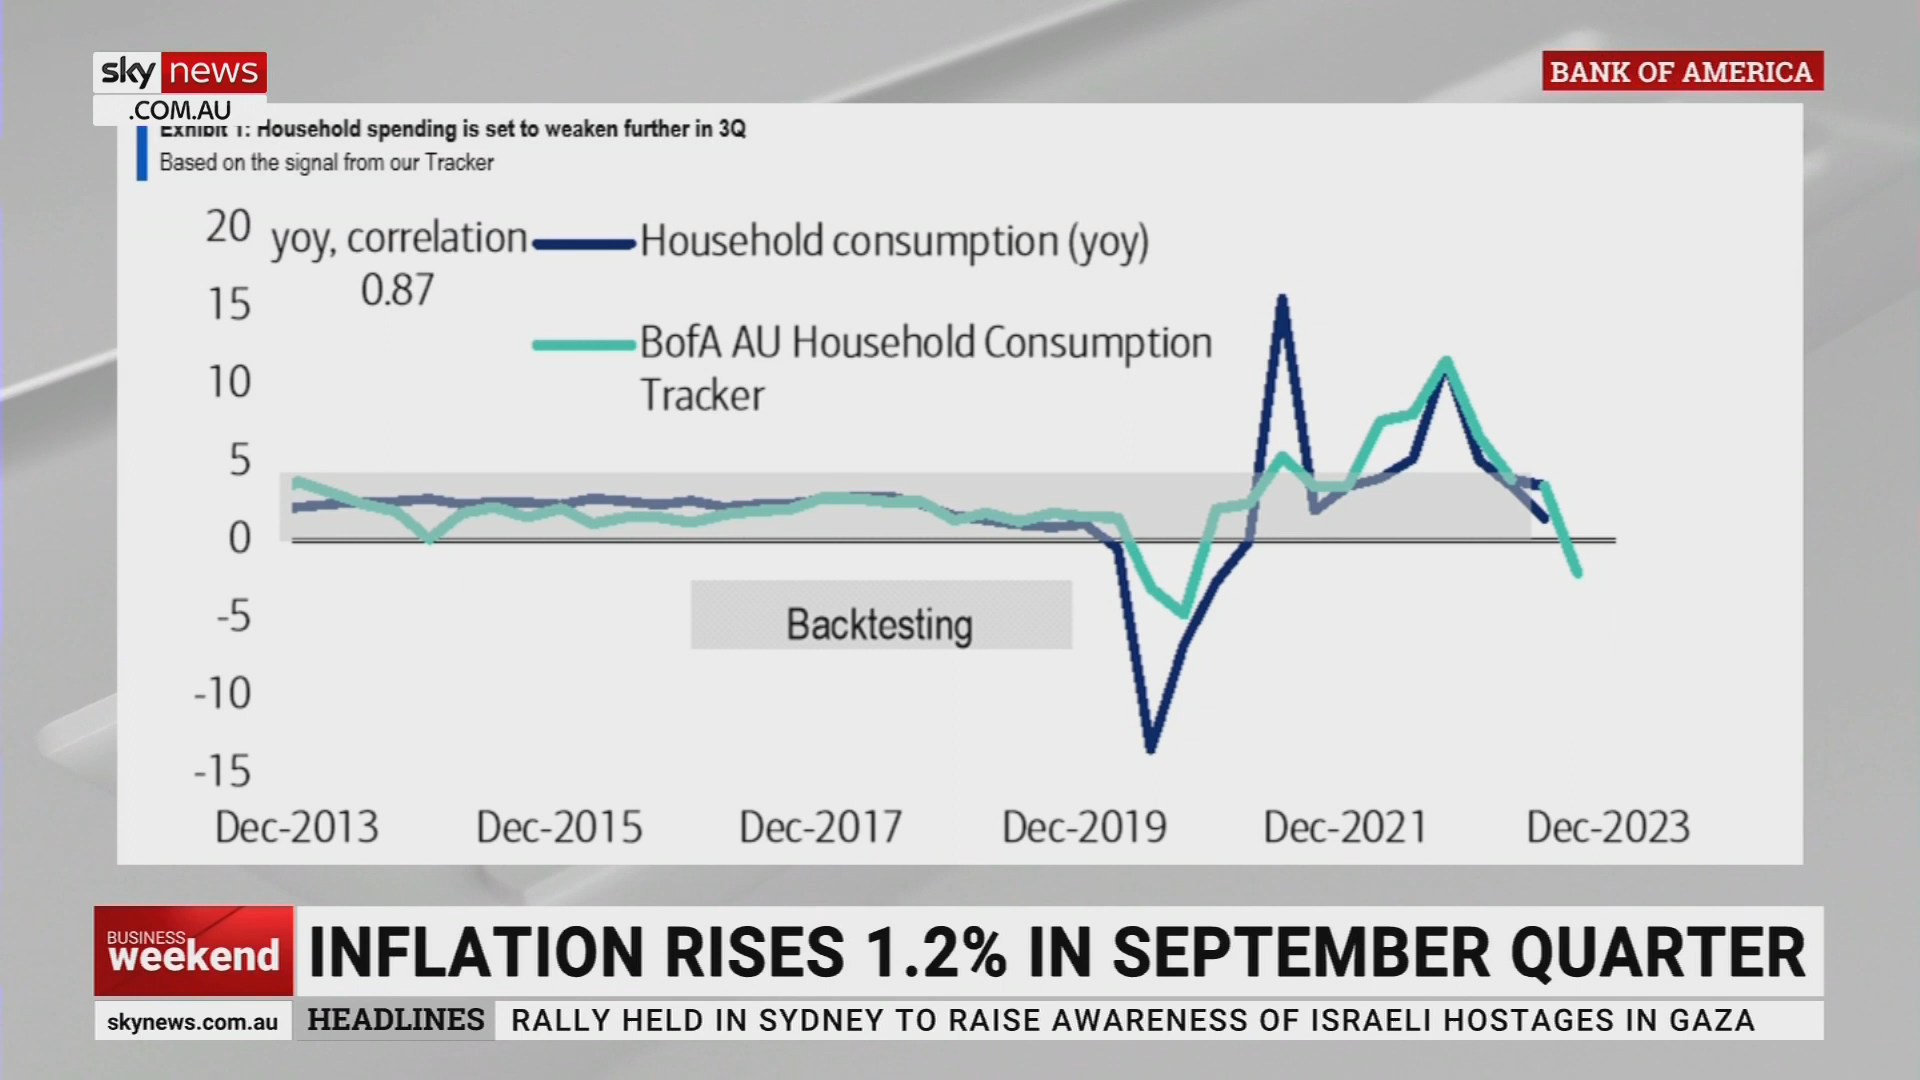 sky news
.COM.AU
BANK OF AMERICA
Exhibit 1: Household spending is set to weaken further in 3Q
Based on the signal from our Tracker
yoy, correlation
0.87
Household consumption (yoy)
BofA AU Household Consumption
Tracker
20
15
10
5
0
-5
-10
-15
Backtesting
Dec-2013 Dec-2015 Dec-2017 Dec-2019 Dec-2021 Dec-2023
BUSINESS
weekend
INFLATION RISES 1.2% IN SEPTEMBER QUARTER
skynews.com.au
HEADLINES RALLY HELD IN SYDNEY TO RAISE AWARENESS OF ISRAELI HOSTAGES IN GAZA